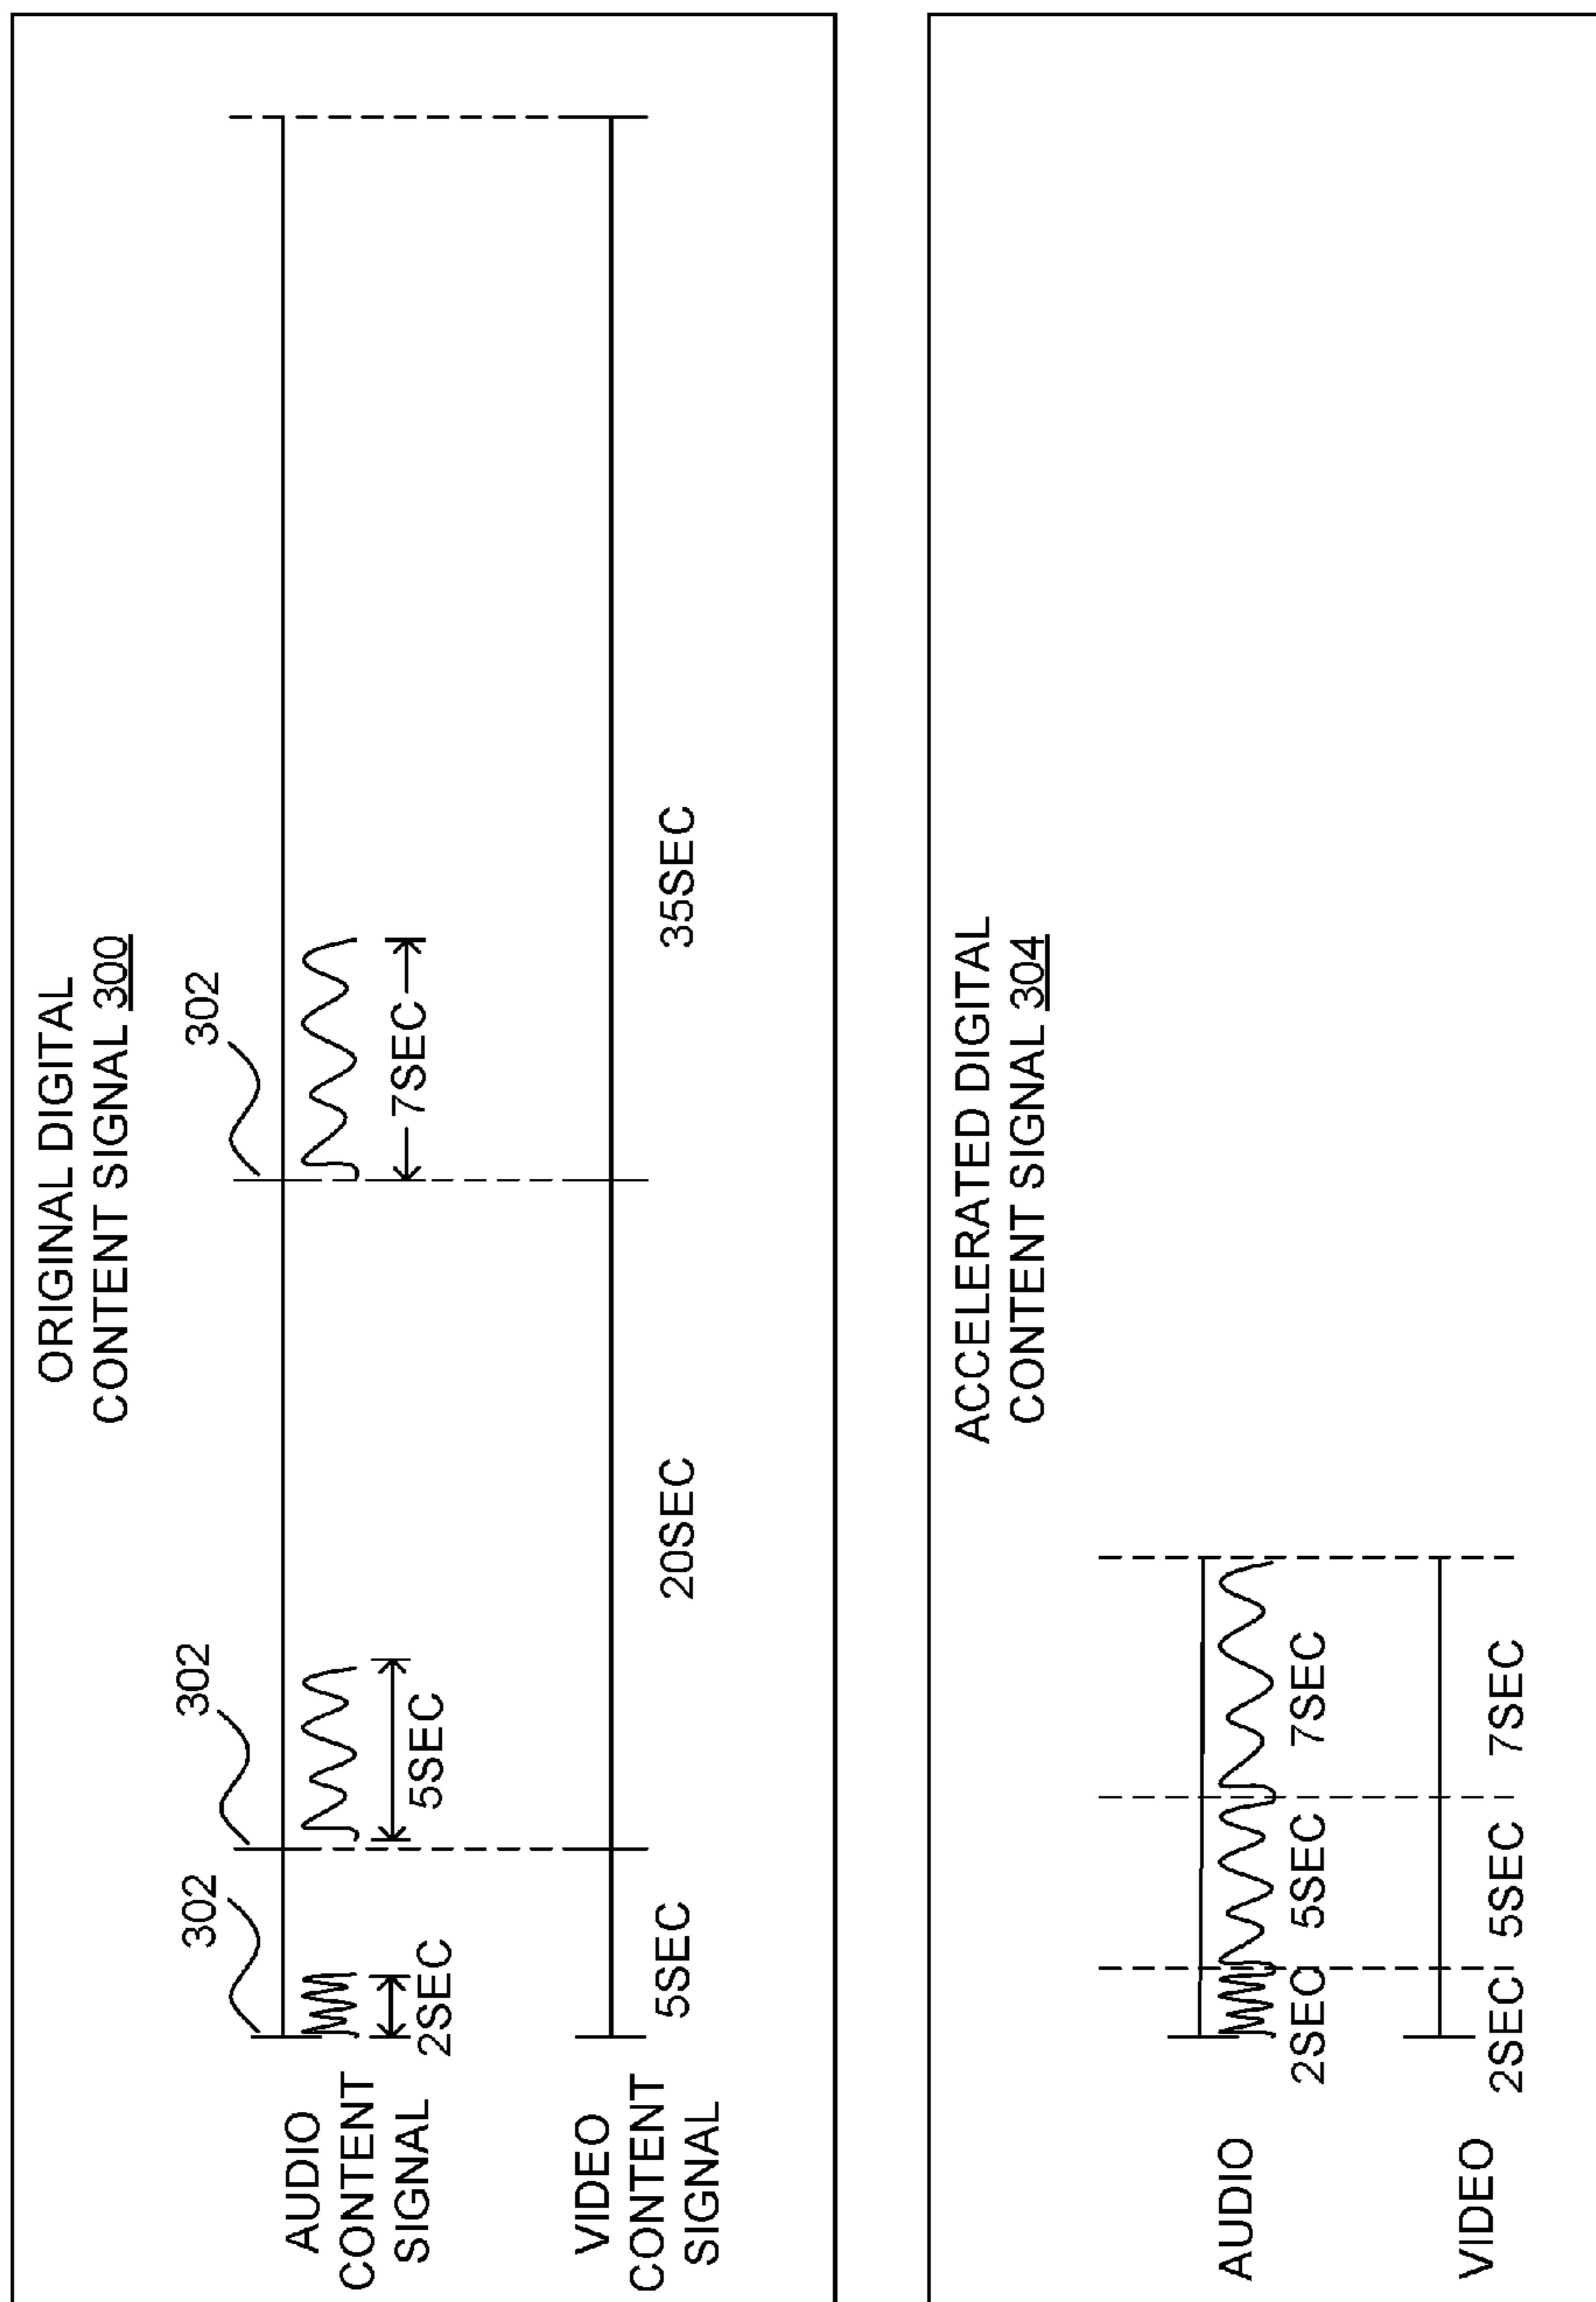 ORIGINAL DIGITAL
CONTENT SIGNAL 300
302
302
302
AUDIO
CONTENT
SIGNAL
2SEC
5SEC
7SEC
VIDEO
CONTENT
SIGNAL
5SEC
20SEC
35SEC
ACCELERATED DIGITAL
CONTENT SIGNAL 304
AUDIO
2SEC
5SEC
7SEC
VIDEO
2SEC
5SEC
7SEC